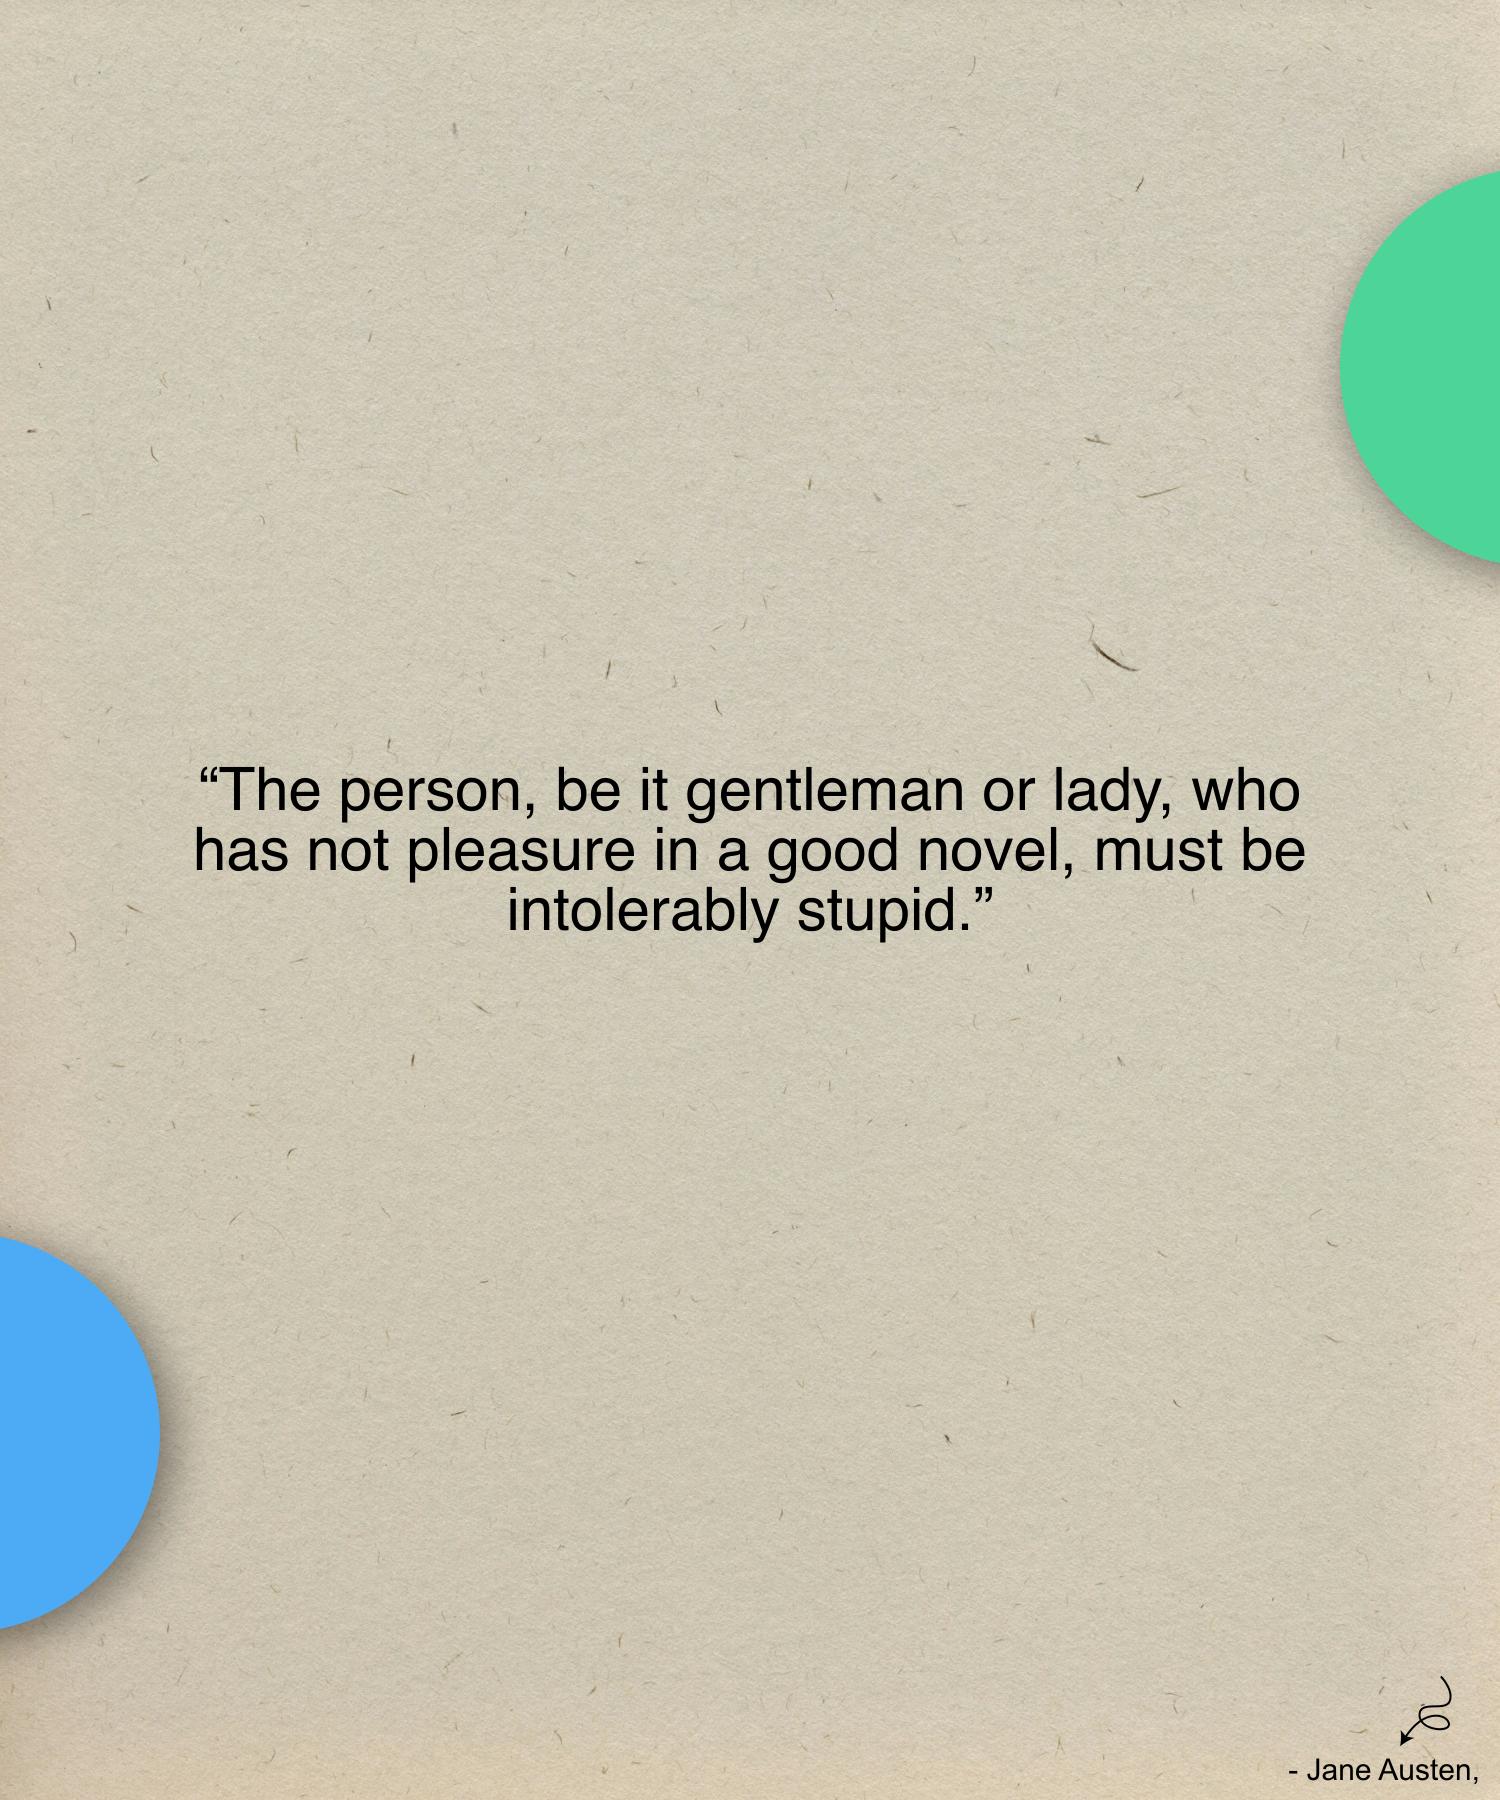 “The person, be it gentleman or lady, who
has not pleasure in a good novel, must be
intolerably stupid.”
- Jane Austen,